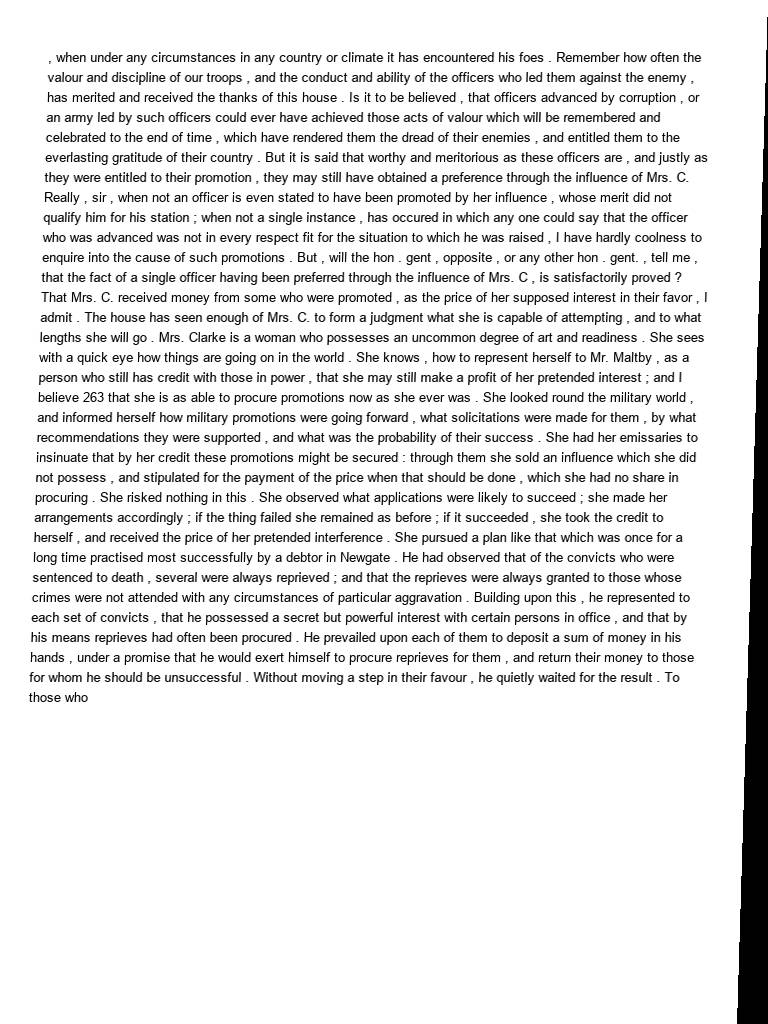 , when under any circumstances in any country or climate it has encountered his foes . Remember how often the
valour and discipline of our troops , and the conduct and ability of the officers who led them against the enemy ,
has merited and received the thanks of this house . Is it to be believed , that officers advanced by corruption , or
an army led by such officers could ever have achieved those acts of valour which will be remembered and
celebrated to the end of time , which have rendered them the dread of their enemies , and entitled them to the
everlasting gratitude of their country . But it is said that worthy and meritorious as these officers are , and justly as
they were entitled to their promotion , they may still have obtained a preference through the influence of Mrs. C.
Really , sir , when not an officer is even stated to have been promoted by her influence , whose merit did not
qualify him for his station ; when not a single instance , has occured in which any one could say that the officer
who was advanced was not in every respect fit for the situation to which he was raised , I have hardly coolness to
enquire into the cause of such promotions . But , will the hon . gent , opposite , or any other hon . gent. , tell me ,
that the fact of a single officer having been preferred through the influence of Mrs. C , is satisfactorily proved ?
That Mrs. C. received money from some who were promoted , as the price of her supposed interest in their favor , I
admit . The house has seen enough of Mrs. C. to form a judgment what she is capable of attempting , and to what
lengths she will go . Mrs. Clarke is a woman who possesses an uncommon degree of art and readiness . She sees
with a quick eye how things are going on in the world . She knows , how to represent herself to Mr. Maltby , as a
person who still has credit with those in power , that she may still make a profit of her pretended interest ; and I
believe 263 that she is as able to procure promotions now as she ever was . She looked round the military world ,
and informed herself how military promotions were going forward , what solicitations were made for them , by what
recommendations they were supported , and what was the probability of their success . She had her emissaries to
insinuate that by her credit these promotions might be secured : through them she sold an influence which she did
not possess , and stipulated for the payment of the price when that should be done , which she had no share in
procuring . She risked nothing in this . She observed what applications were likely to succeed ; she made her
arrangements accordingly ; if the thing failed she remained as before ; if it succeeded , she took the credit to
herself , and received the price of her pretended interference . She pursued a plan like that which was once for a
long time practised most successfully by a debtor in Newgate . He had observed that of the convicts who were
sentenced to death , several were always reprieved ; and that the reprieves were always granted to those whose
crimes were not attended with any circumstances of particular aggravation . Building upon this , he represented to
each set of convicts , that he possessed a secret but powerful interest with certain persons in office , and that by
his means reprieves had often been procured . He prevailed upon each of them to deposit a sum of money in his
hands , under a promise that he would exert himself to procure reprieves for them , and return their money to those
for whom he should be unsuccessful . Without moving a step in their favour , he quietly waited for the result . To
those who